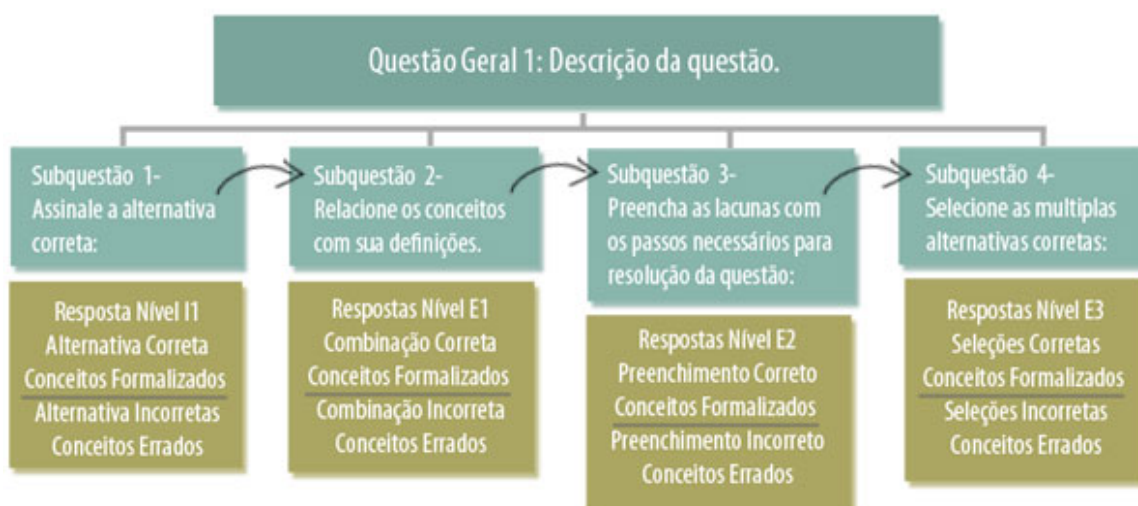 Questão Geral 1: Descrição da questão.
Subquestão 1-
Assinale a alternativa
correta:
Subquestão 2-
Relacione os conceitos
com sua definições.
Subquestão 3-
Preencha as lacunas com
os passos necessários para
resolução da questão:
Subquestão 4-
Selecione as multiplas
alternativas corretas:
Resposta Nível I1
Alternativa Correta
Conceitos Formalizados
Alternativa Incorretas
Conceitos Errados
Respostas Nível E1
Combinação Correta
Conceitos Formalizados
Combinação Incorreta
Conceitos Errados
Respostas Nível E2
Preenchimento Correto
Conceitos Formalizados
Preenchimento Incorreto
Conceitos Errados
Respostas Nível E3
Seleções Corretas
Conceitos Formalizados
Seleções Incorretas
Conceitos Errados